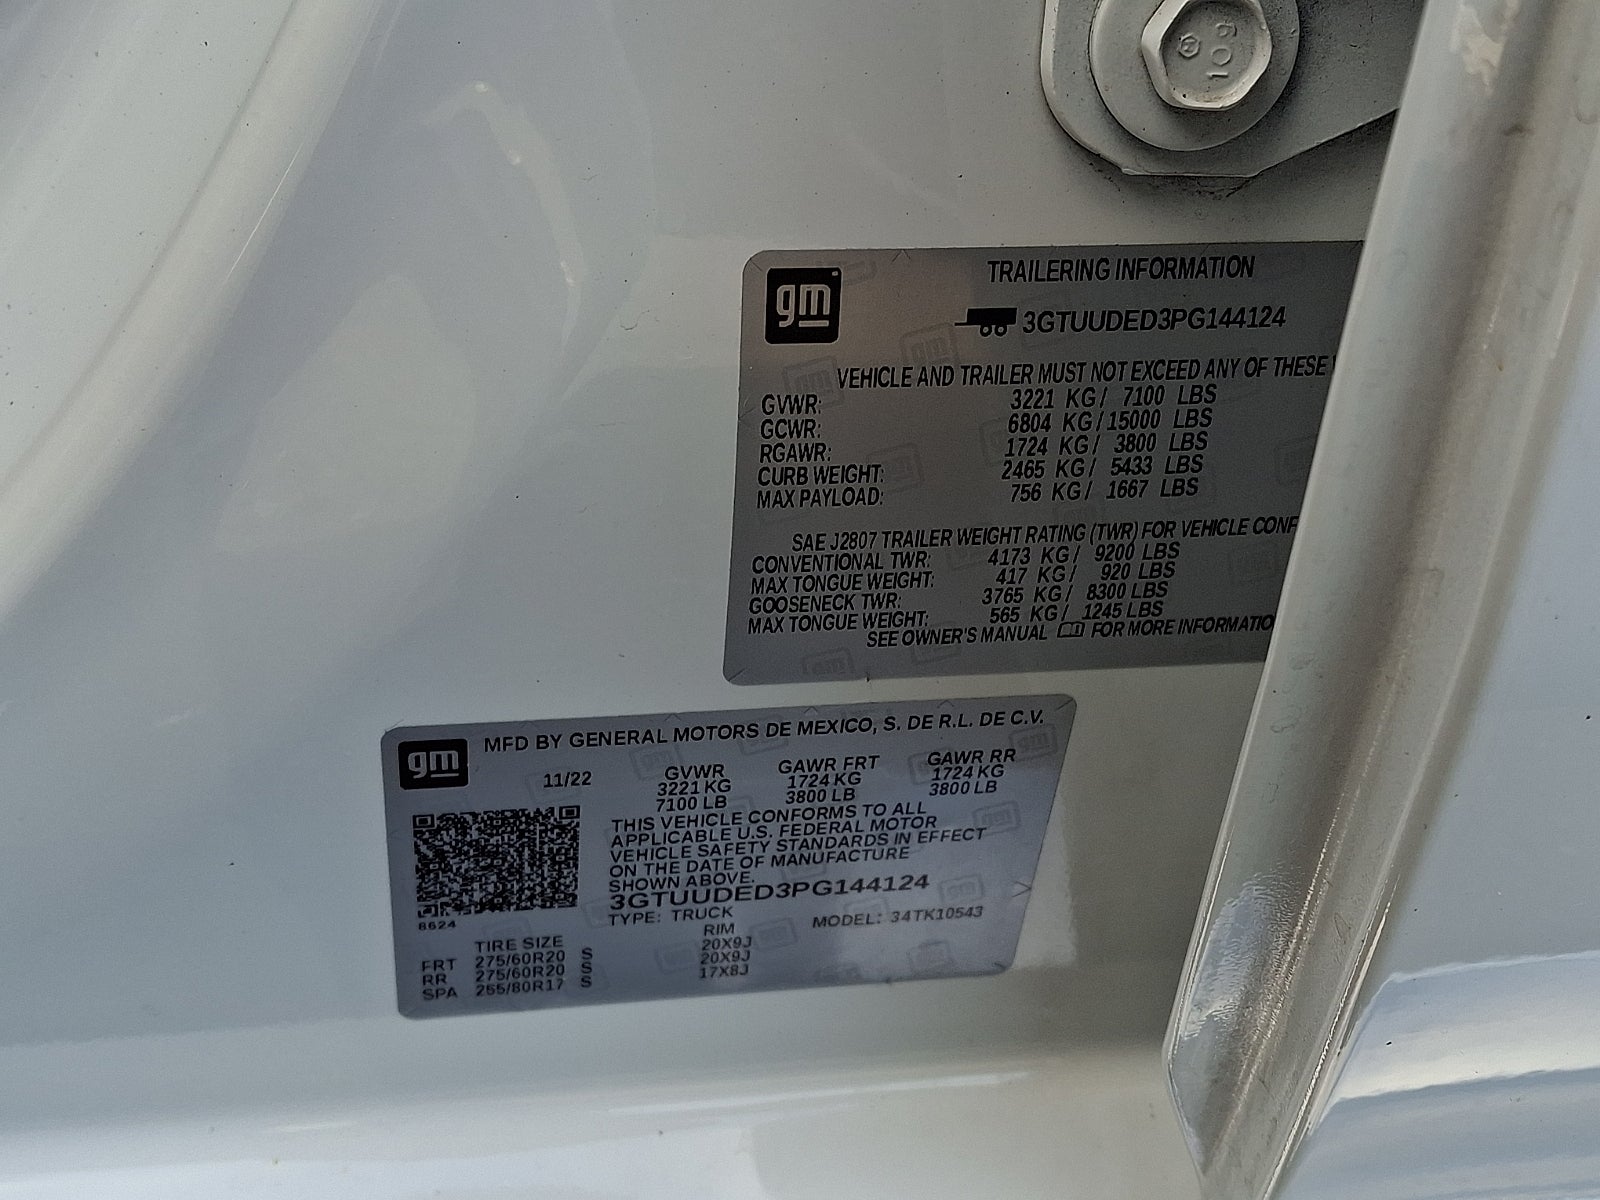 109
gm
TRAILERING INFORMATION
3GTUUDED3PG144124
VEHICLE AND TRAILER MUST NOT EXCEED ANY OF THESE
GVWR: 3221 KG/ 7100 LBS
GCWR: 6804 KG/15000 LBS
RGAWR: 1724 KG/ 3800 LBS
CURB WEIGHT: 2465 KG/ 5433 LBS
MAX PAYLOAD: 756 KG/ 1667 LBS
SAE J2807 TRAILER WEIGHT RATING (TWR) FOR VEHICLE CONF
CONVENTIONAL TWR: 4173 KG/ 9200 LBS
MAX TONGUE WEIGHT: 417 KG/ 920 LBS
GOOSENECK TWR: 3765 KG/ 8300 LBS
MAX TONGUE WEIGHT: 565 KG/ 1245 LBS
SEE OWNER'S MANUAL FOR MORE INFORMATIO
gm
MFD BY GENERAL MOTORS DE MEXICO, S. DE R.L. DE C.V.
11/22 GVWR GAWR FRT GAWR RR
3221 KG 1724 KG 1724 KG
7100 LB 3800 LB 3800 LB
THIS VEHICLE CONFORMS TO ALL
APPLICABLE U.S. FEDERAL MOTOR
VEHICLE SAFETY STANDARDS IN EFFECT
ON THE DATE OF MANUFACTURE
SHOWN ABOVE.
3GTUUDED3PG144124
TYPE: TRUCK MODEL: 34TK10543
8624
TIRE SIZE RIM
FRT 275/60R20 S 20X9J
RR 275/60R20 S 20X9J
SPA 255/80R17 S 17X8J